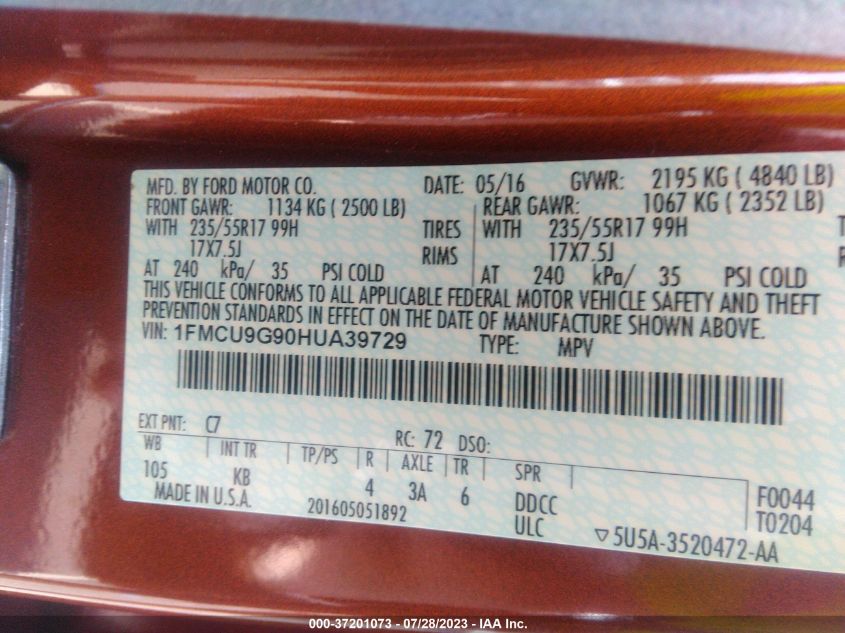 MFD. BY FORD MOTOR CO. DATE: 05/16 GVWR: 2195 KG ( 4840 LB)
FRONT GAWR: 1134 KG ( 2500 LB) REAR GAWR: 1067 KG ( 2352 LB)
WITH 235/55R17 99H TIRES WITH 235/55R17 99H
17X7.5J RIMS 17X7.5J
AT 240 kPa/ 35 PSI COLD AT 240 kPa/ 35 PSI COLD
THIS VEHICLE CONFORMS TO ALL APPLICABLE FEDERAL MOTOR VEHICLE SAFETY AND THEFT
PREVENTION STANDARDS IN EFFECT ON THE DATE OF MANUFACTURE SHOWN ABOVE.
VIN: 1FMCU9G90HUA39729 TYPE: MPV
EXT PNT: C7 RC: 72 DSO:
WB INT TR TP/PS R AXLE TR SPR
105 KB 4 3A 6 DDCC F0044
MADE IN U.S.A. 201605051892 ULC T0204
▽5U5A-3520472-AA
000-37201073 - 07/28/2023 - IAA Inc.